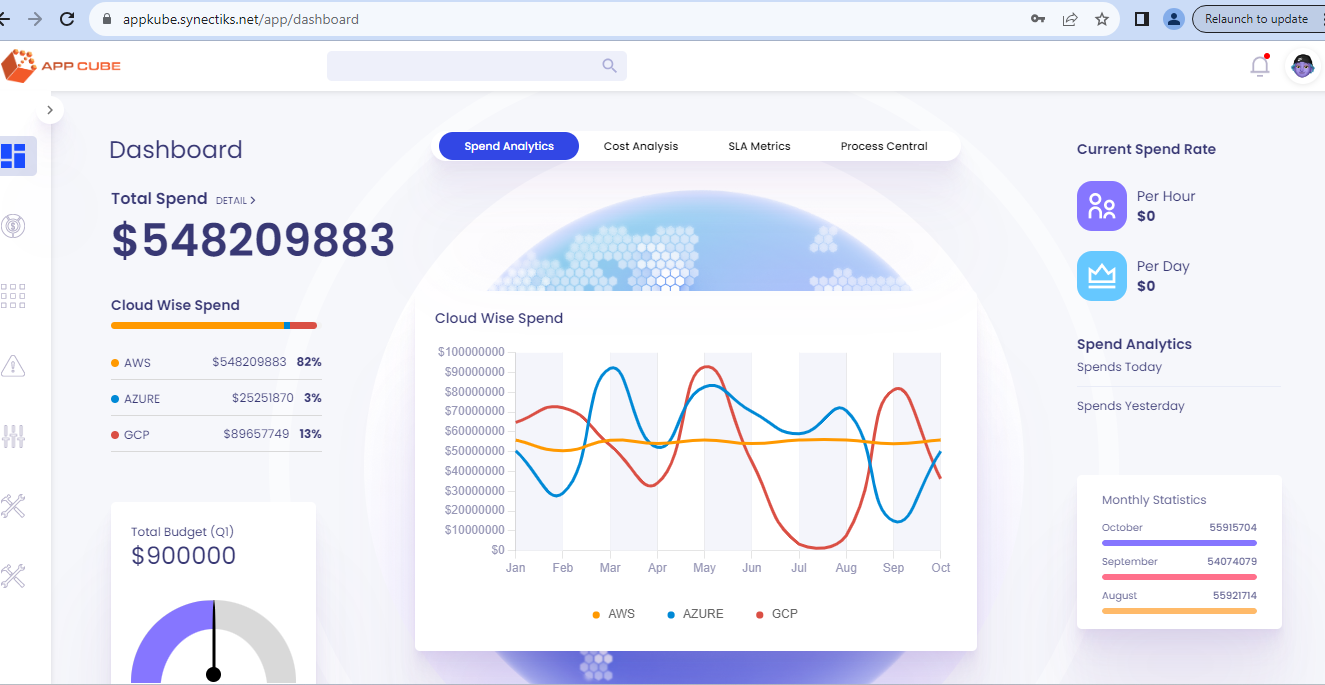 appkube.synectiks.net/app/dashboard
Relaunch to update
APP CUBE
Dashboard
Total Spend DETAIL
$548209883
Cloud Wise Spend
AWS $548209883 82%
AZURE $25251870 3%
GCP $89657749 13%
Total Budget (Q1)
$900000
Spend Analytics Cost Analysis SLA Metrics Process Central
Cloud Wise Spend
$100000000
$90000000
$80000000
$70000000
$60000000
$50000000
$40000000
$30000000
$20000000
$10000000
$0
Jan Feb Mar Apr May Jun Jul Aug Sep Oct
AWS AZURE GCP
Current Spend Rate
Per Hour
$0
Per Day
$0
Spend Analytics
Spends Today
Spends Yesterday
Monthly Statistics
October 55915704
September 54074079
August 55921714